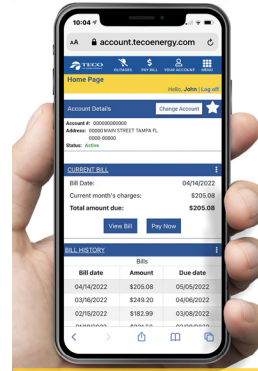 10:04
AA account.tecoenergy.com
TECO
OUTAGES PAY BILL YOUR ACCOUNT MENU
Home Page
Hello, John | Log off
Account Details Change Account
Account #: 000000000000
Address: 00000 MAIN STREET TAMPA FL
0000-00000
Status: Active
CURRENT BILL
Bill Date: 04/14/2022
Current month's charges: $205.08
Total amount due: $205.08
View Bill Pay Now
BILL HISTORY
Bills
Bill date Amount Due date
04/14/2022 $205.08 05/05/2022
03/16/2022 $249.20 04/06/2022
02/15/2022 $182.99 03/08/2022